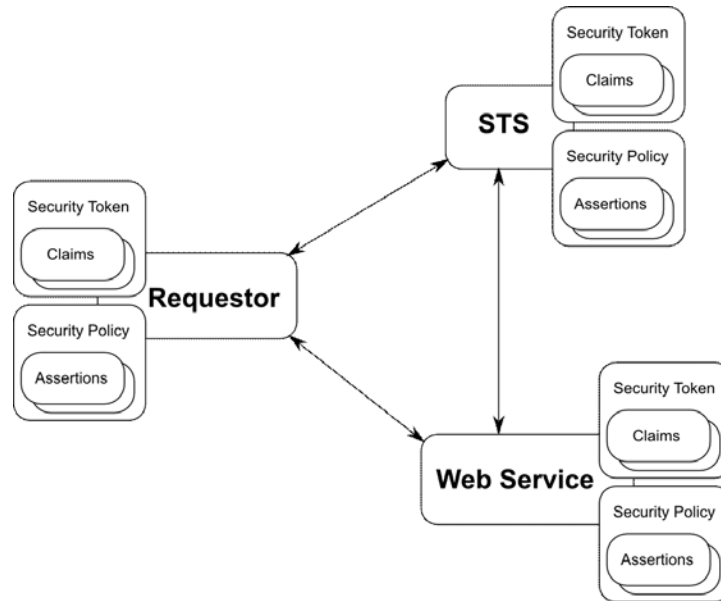 Security Token
Claims
STS
Security Policy
Assertions
Security Token
Claims
Requestor
Security Policy
Assertions
Security Token
Claims
Web Service
Security Policy
Assertions